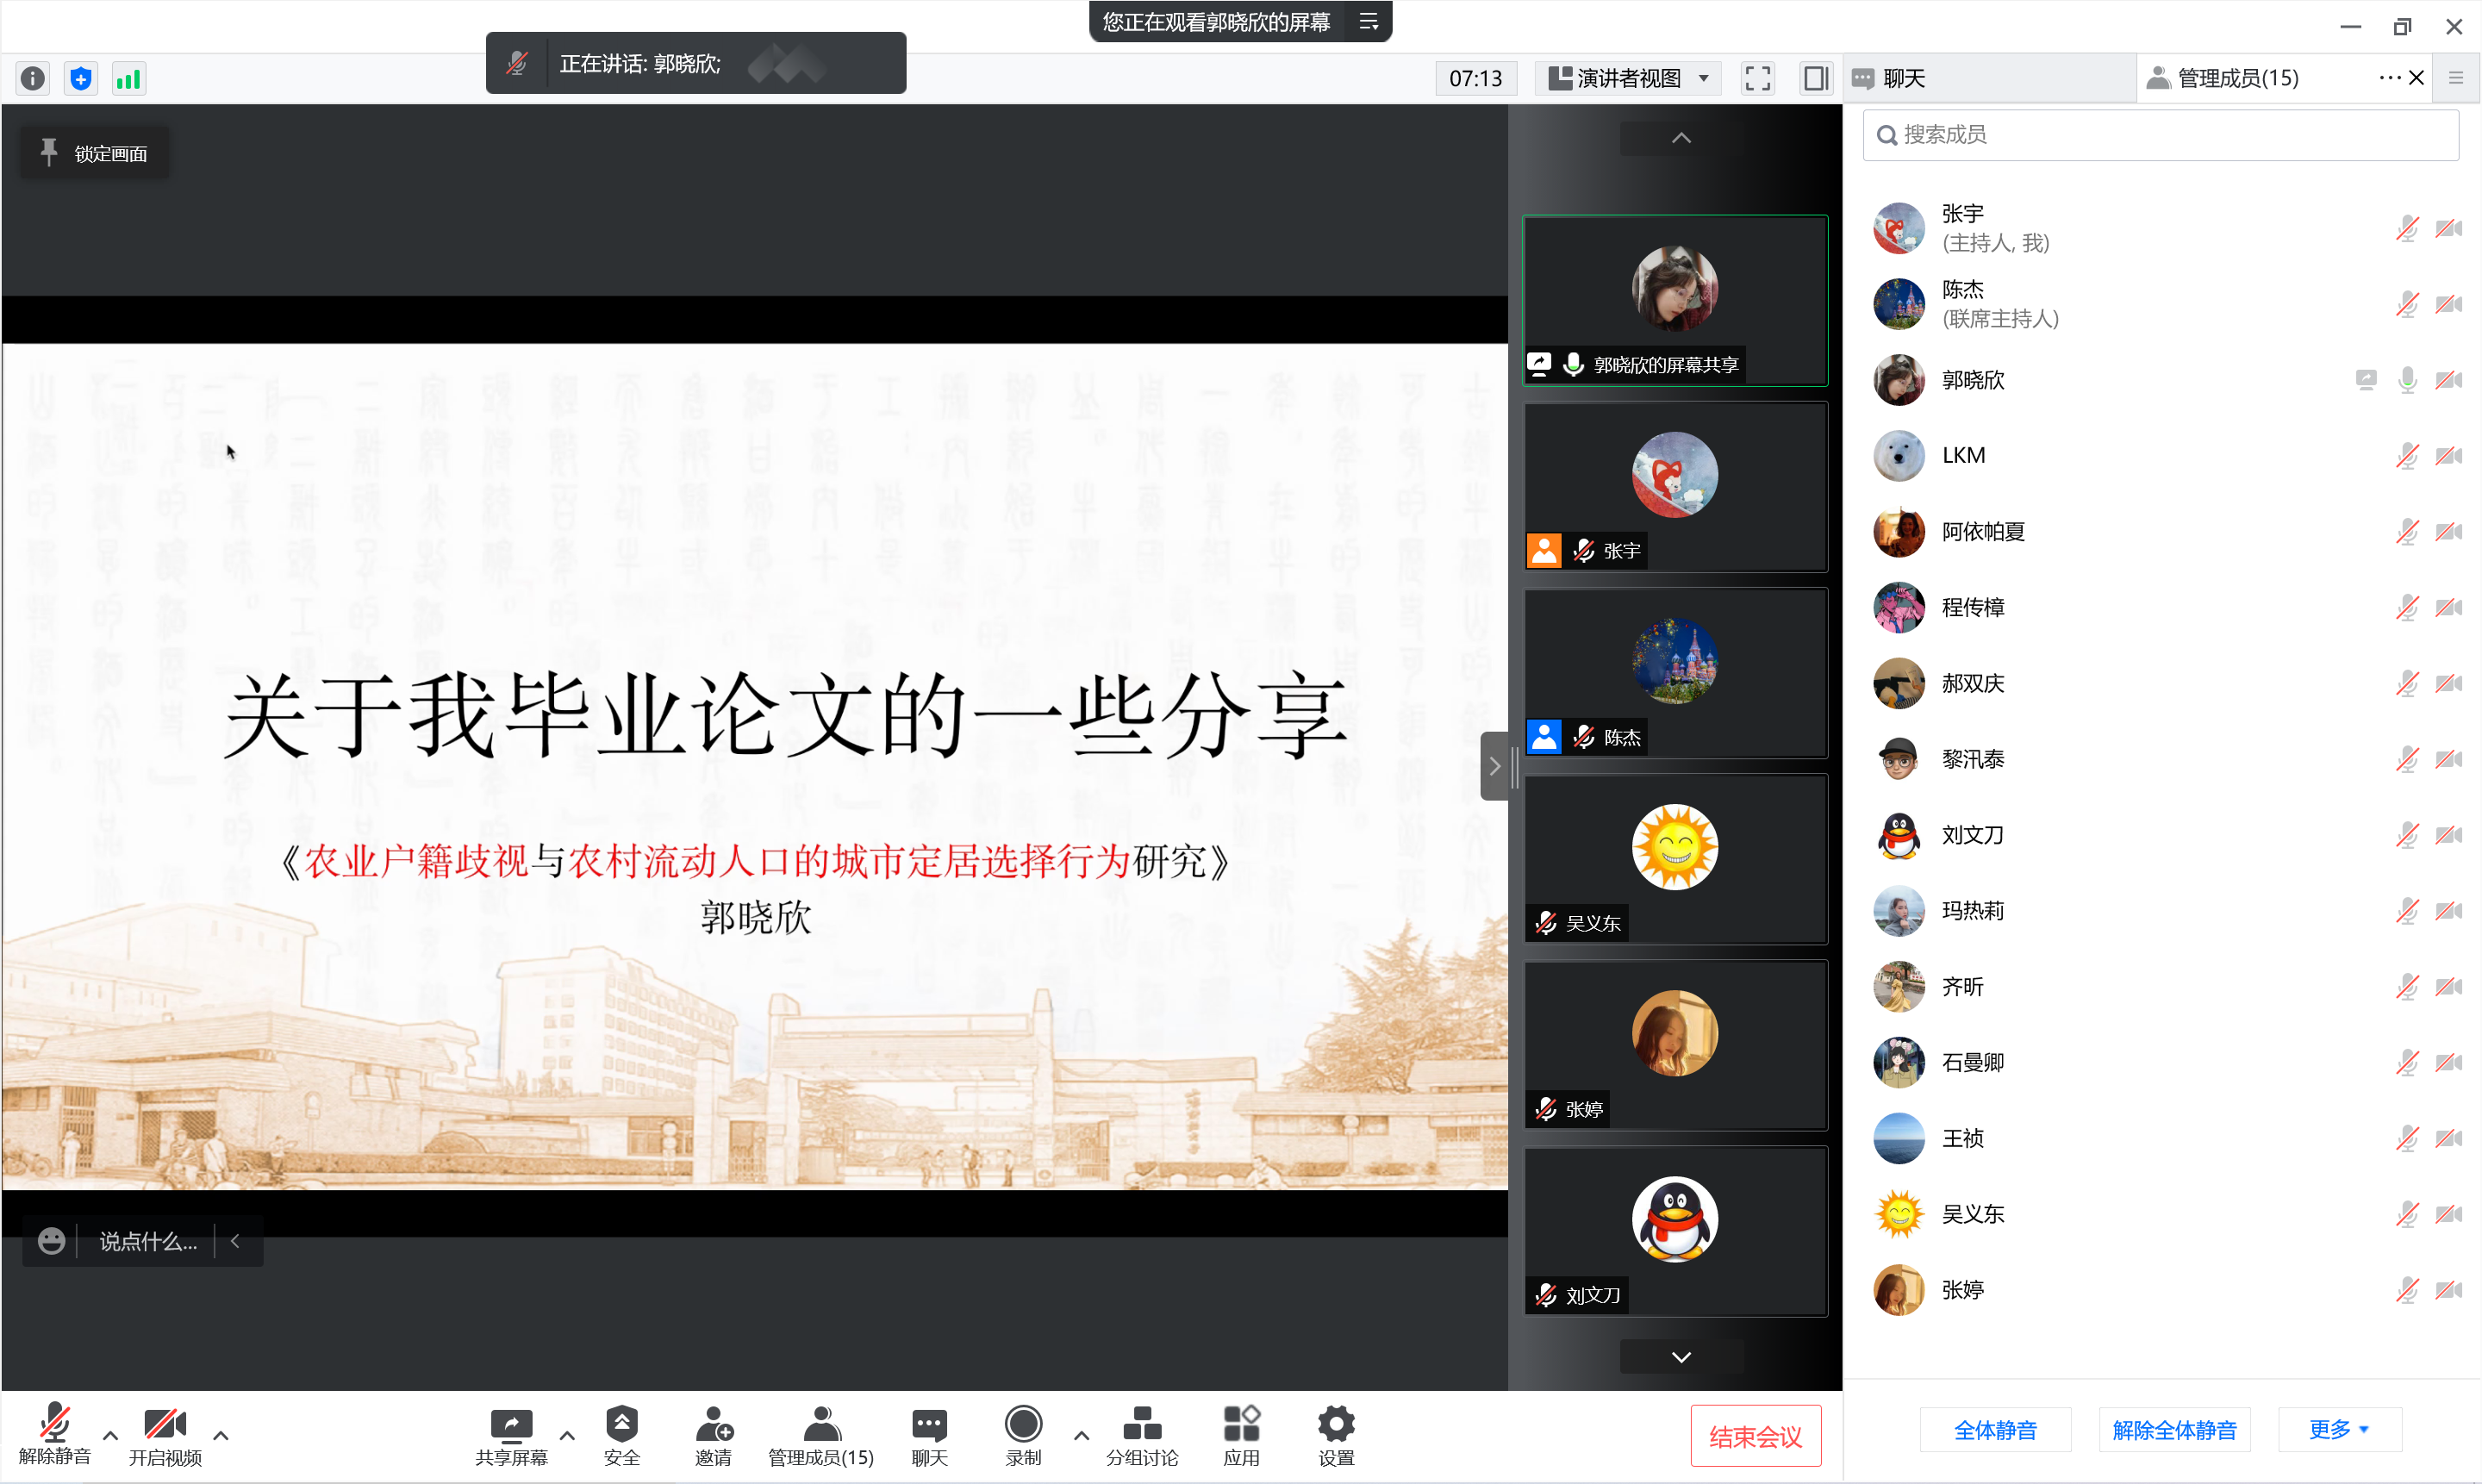 您正在观看郭晓欣的屏幕
正在讲话: 郭晓欣;
07:13
演讲者视图
聊天
管理成员(15)
锁定画面
搜索成员
关于我毕业论文的一些分享
《农业户籍歧视与农村流动人口的城市定居选择行为研究》
郭晓欣
说点什么...
郭晓欣的屏幕共享
张宇
陈杰
吴义东
张婷
刘文刀
张宇
(主持人, 我)
陈杰
(联席主持人)
郭晓欣
LKM
阿依帕夏
程传樟
郝双庆
黎汛泰
刘文刀
玛热莉
齐昕
石曼卿
王祯
吴义东
张婷
解除静音
开启视频
共享屏幕
安全
邀请
管理成员(15)
聊天
录制
分组讨论
应用
设置
结束会议
全体静音
解除全体静音
更多